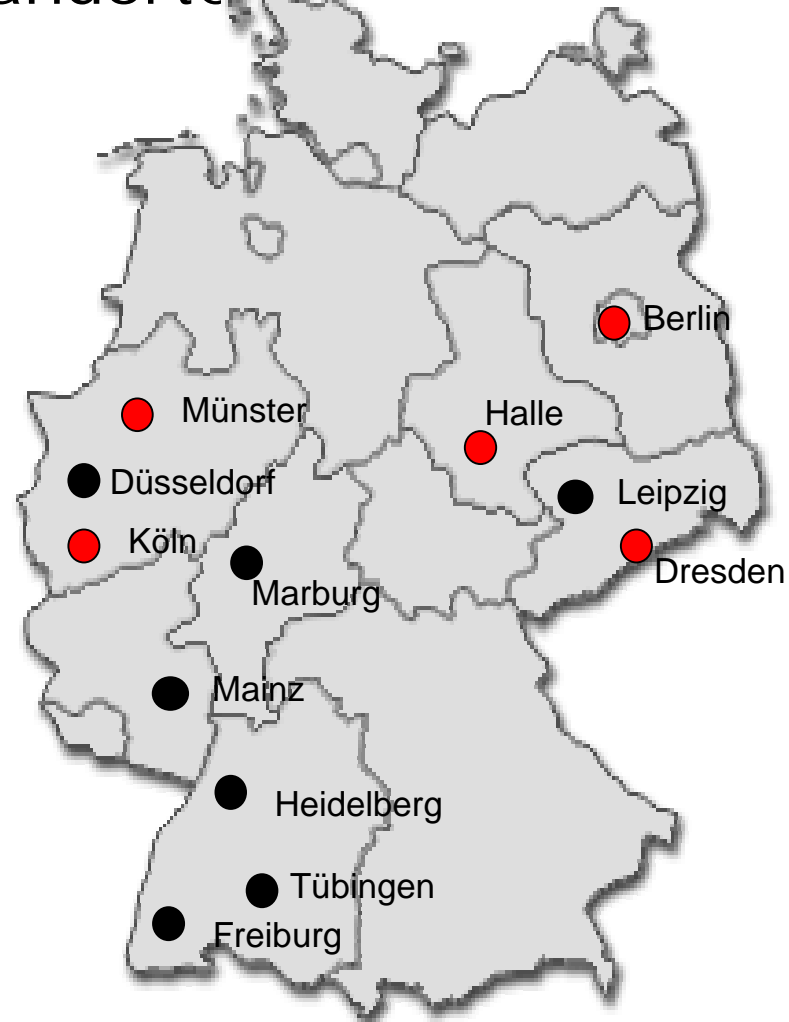 Berlin
Münster
Halle
Düsseldorf
Leipzig
Köln
Dresden
Marburg
Mainz
Heidelberg
Tübingen
Freiburg